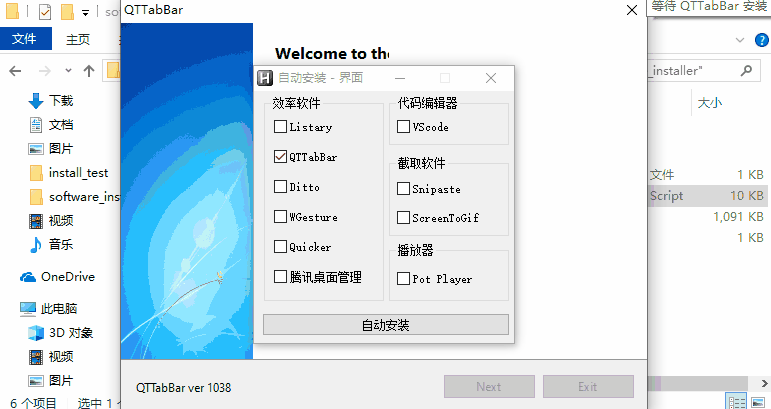 QTTabBar
等待 QTTabBar 安装
文件
主页
Welcome to the
自动安装 - 界面
_installer"
效率软件
代码编辑器
大小
下载
Listary
VScode
文档
图片
QTTabBar
截取软件
install_test
文件
1 KB
Ditto
Snipaste
software_ins
Script
10 KB
视频
WGesture
ScreenToGif
1,091 KB
音乐
Quicker
播放器
1 KB
OneDrive
腾讯桌面管理
Pot Player
此电脑
3D 对象
自动安装
视频
图片
QTTabBar ver 1038
Next
Exit
6 个项目
选中 1 个